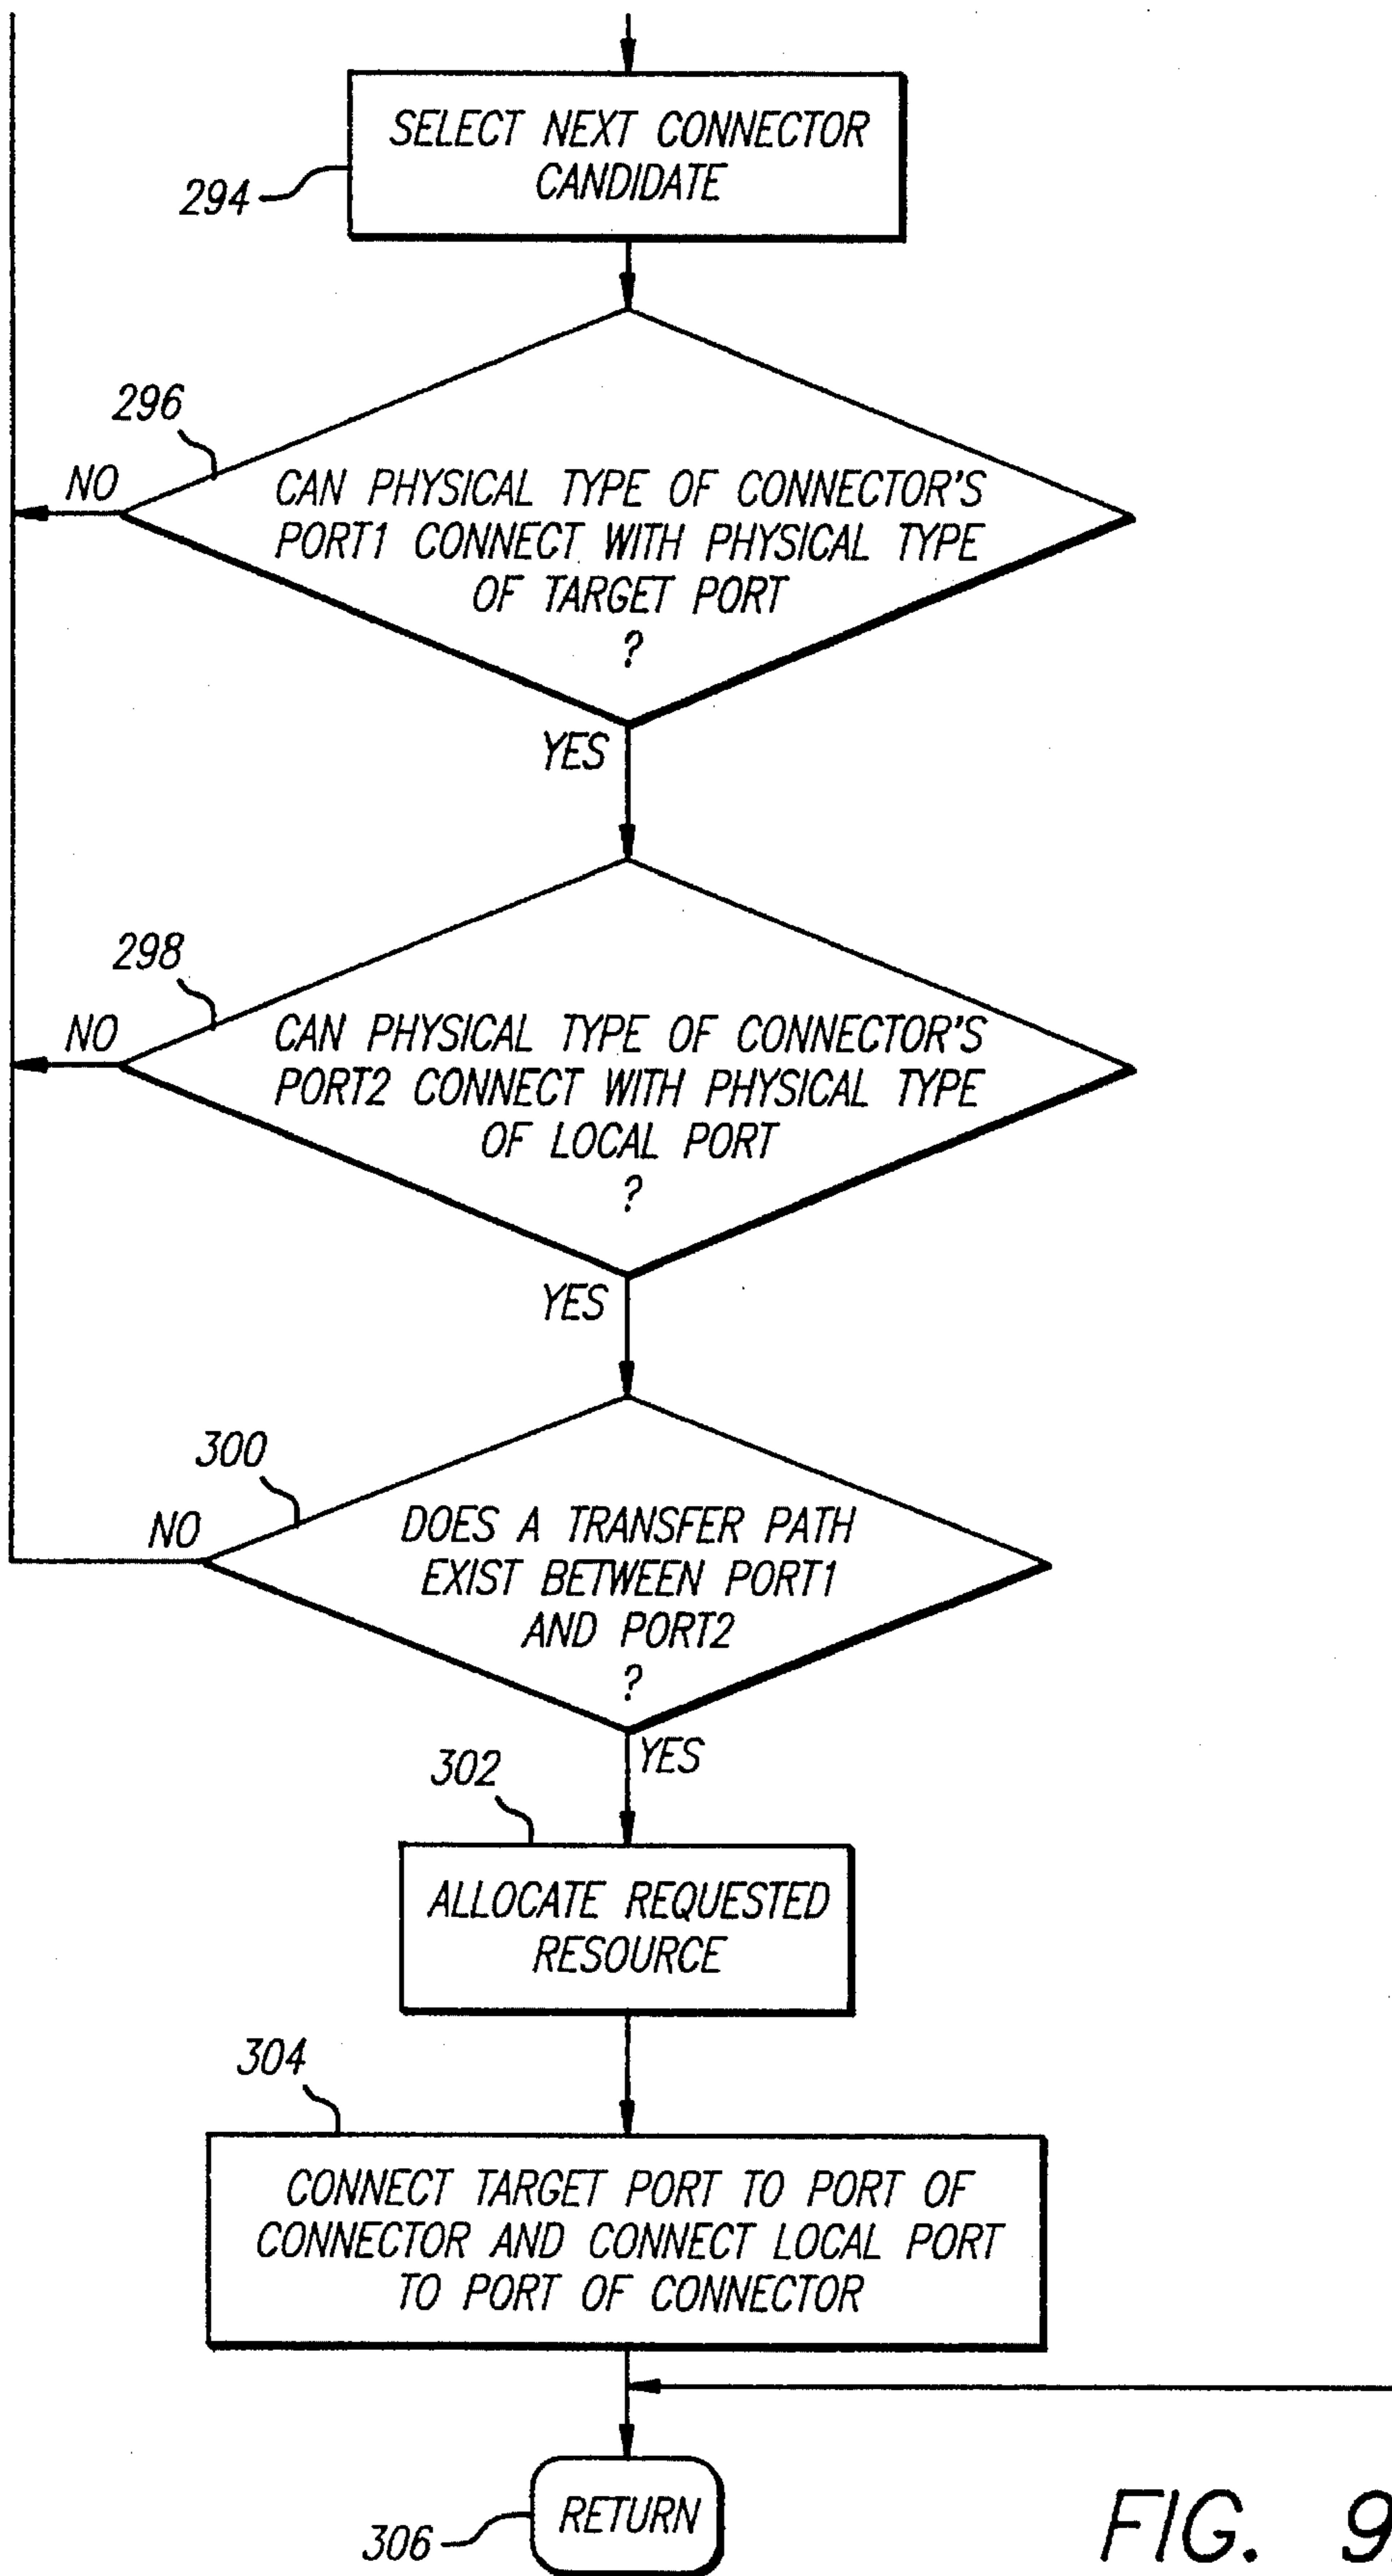 SELECT NEXT CONNECTOR
CANDIDATE
294
296
NO
CAN PHYSICAL TYPE OF CONNECTOR'S
PORT1 CONNECT WITH PHYSICAL TYPE
OF TARGET PORT
?
YES
298
NO
CAN PHYSICAL TYPE OF CONNECTOR'S
PORT2 CONNECT WITH PHYSICAL TYPE
OF LOCAL PORT
?
YES
300
NO
DOES A TRANSFER PATH
EXIST BETWEEN PORT1
AND PORT2
?
YES
302
ALLOCATE REQUESTED
RESOURCE
304
CONNECT TARGET PORT TO PORT OF
CONNECTOR AND CONNECT LOCAL PORT
TO PORT OF CONNECTOR
RETURN
306
FIG. 9